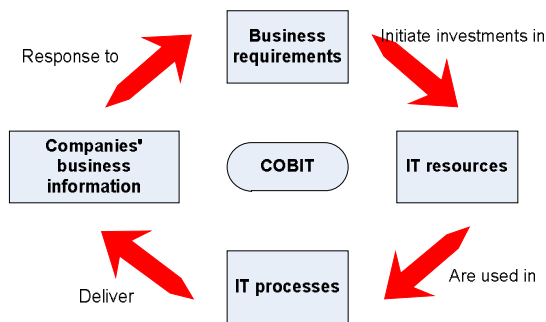 Business
requirements
Response to
Initiate investments in
Companies'
business
information
COBIT
IT resources
IT processes
Deliver
Are used in